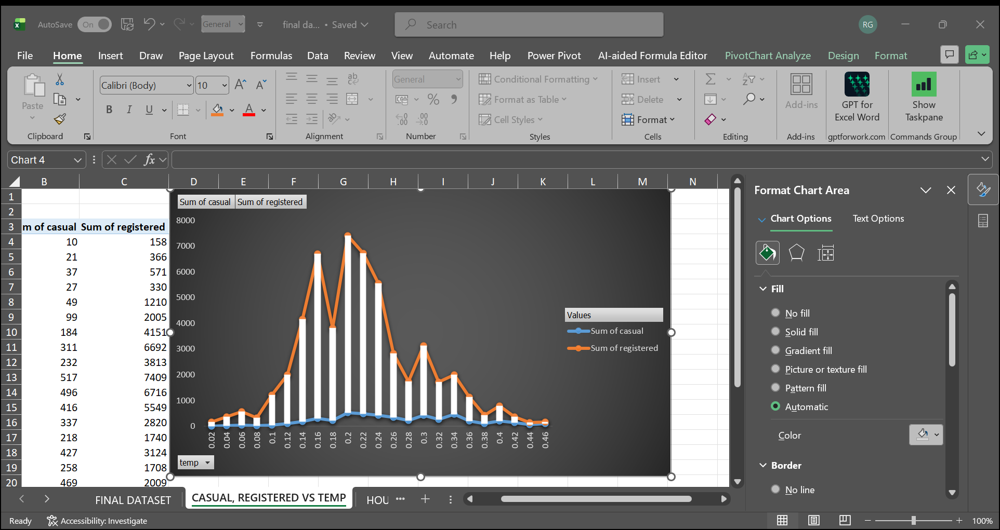 AutoSave On General final da... • Saved Search RG
File Home Insert Draw Page Layout Formulas Data Review View Automate Help Power Pivot AI-aided Formula Editor PivotChart Analyze Design Format
Paste
Clipboard
Calibri (Body) 10
B I U A
Font
ab
Alignment
General
% 9
.00 .00
Number
Conditional Formatting
Format as Table
Cell Styles
Styles
Insert
Delete
Format
Cells
Editing
Add-ins
Add-ins
GPT for
Excel Word
gptforwork.com
Show
Taskpane
Commands Group
Chart 4 fx
B C D E F G H I J K L M N
1
2
3 m of casual Sum of registered
4 10 158
5 21 366
6 37 571
7 27 330
8 49 1210
9 99 2005
10 184 4151
11 311 6692
12 232 3813
13 517 7409
14 496 6716
15 416 5549
16 337 2820
17 218 1740
18 427 3124
19 258 1708
20 469 2009
Sum of casual Sum of registered
8000
7000
6000
5000
4000
3000
2000
1000
0
0.02 0.04 0.06 0.08 0.1 0.12 0.14 0.16 0.18 0.2 0.22 0.24 0.26 0.28 0.3 0.32 0.34 0.36 0.38 0.4 0.42 0.44 0.46
temp
Values
Sum of casual
Sum of registered
Format Chart Area
Chart Options Text Options
Fill
No fill
Solid fill
Gradient fill
Picture or texture fill
Pattern fill
Automatic
Color
Border
No line
FINAL DATASET CASUAL, REGISTERED VS TEMP HOU ...
Ready Accessibility: Investigate 100%